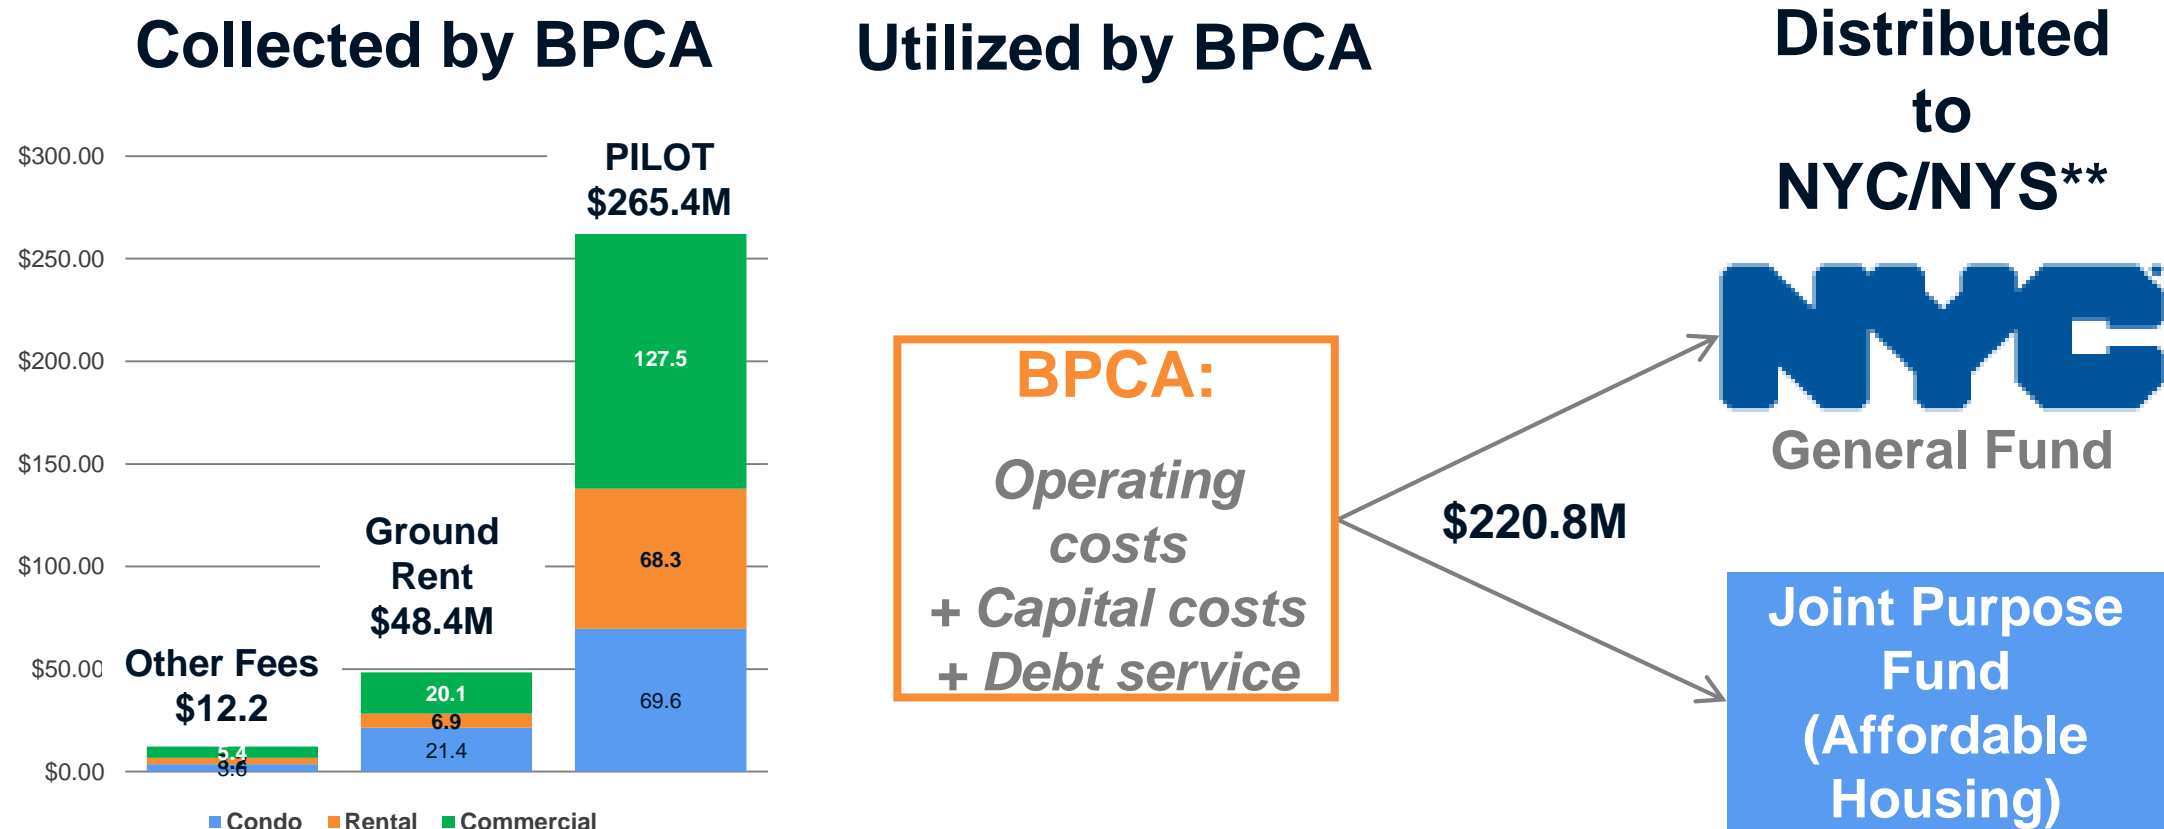 Collected by BPCA
Utilized by BPCA
Distributed
to
NYC/NYS**
$300.00
$250.00
$200.00
$150.00
$100.00
$50.00
$0.00
PILOT
$265.4M
127.5
68.3
69.6
Ground
Rent
$48.4M
20.1
6.9
21.4
Other Fees
$12.2
5.4
3.6
Condo
Rental
Commercial
BPCA:
Operating
costs
+ Capital costs
+ Debt service
$220.8M
NYC
General Fund
Joint Purpose
Fund
(Affordable
Housing)